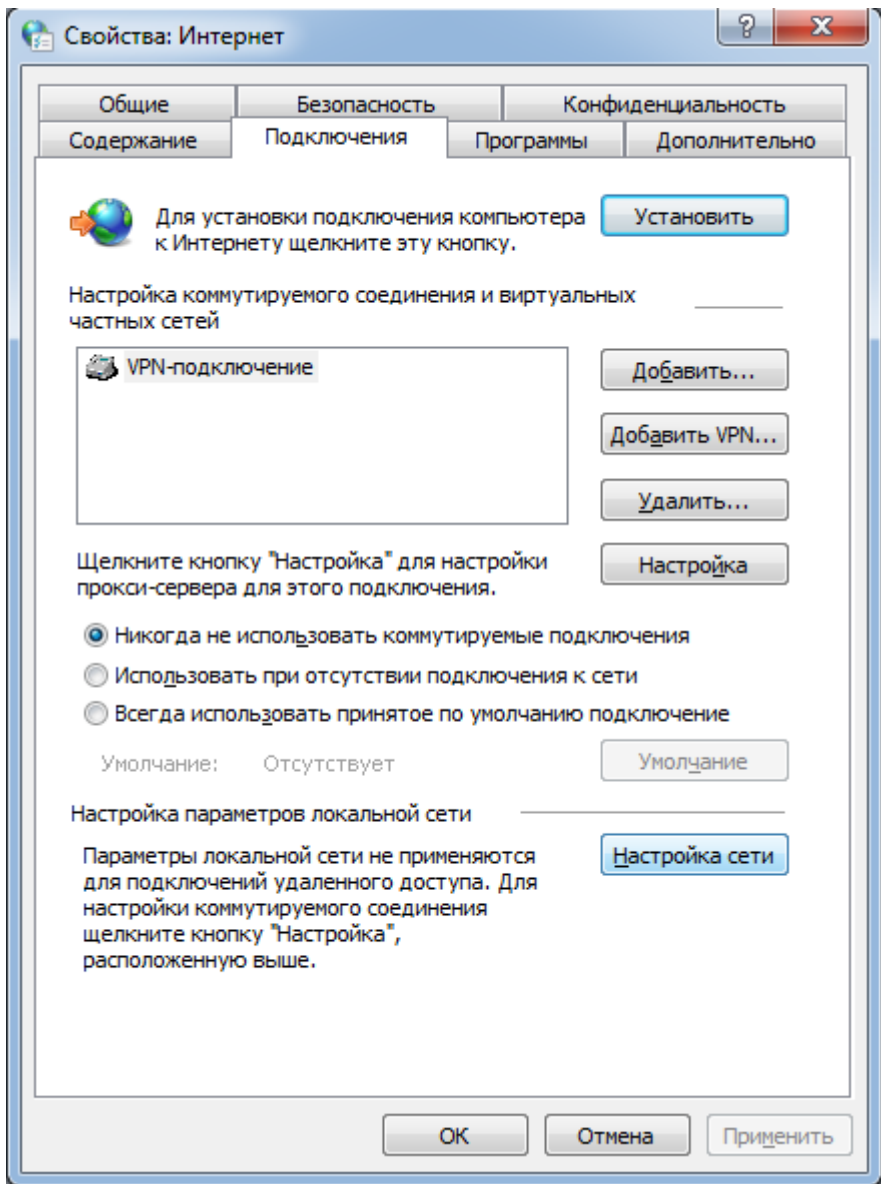 Свойства: Интернет
Общие Безопасность Конфиденциальность
Содержание Подключения Программы Дополнительно
Для установки подключения компьютера
к Интернету щелкните эту кнопку.
Установить
Настройка коммутируемого соединения и виртуальных
частных сетей
VPN-подключение
Добавить...
Добавить VPN...
Удалить...
Щелкните кнопку "Настройка" для настройки
прокси-сервера для этого подключения.
Настройка
Никогда не использовать коммутируемые подключения
Использовать при отсутствии подключения к сети
Всегда использовать принятое по умолчанию подключение
Умолчание: Отсутствует Умолчание
Настройка параметров локальной сети
Параметры локальной сети не применяются
для подключений удаленного доступа. Для
настройки коммутируемого соединения
щелкните кнопку "Настройка",
расположенную выше.
Настройка сети
ОК Отмена Применить